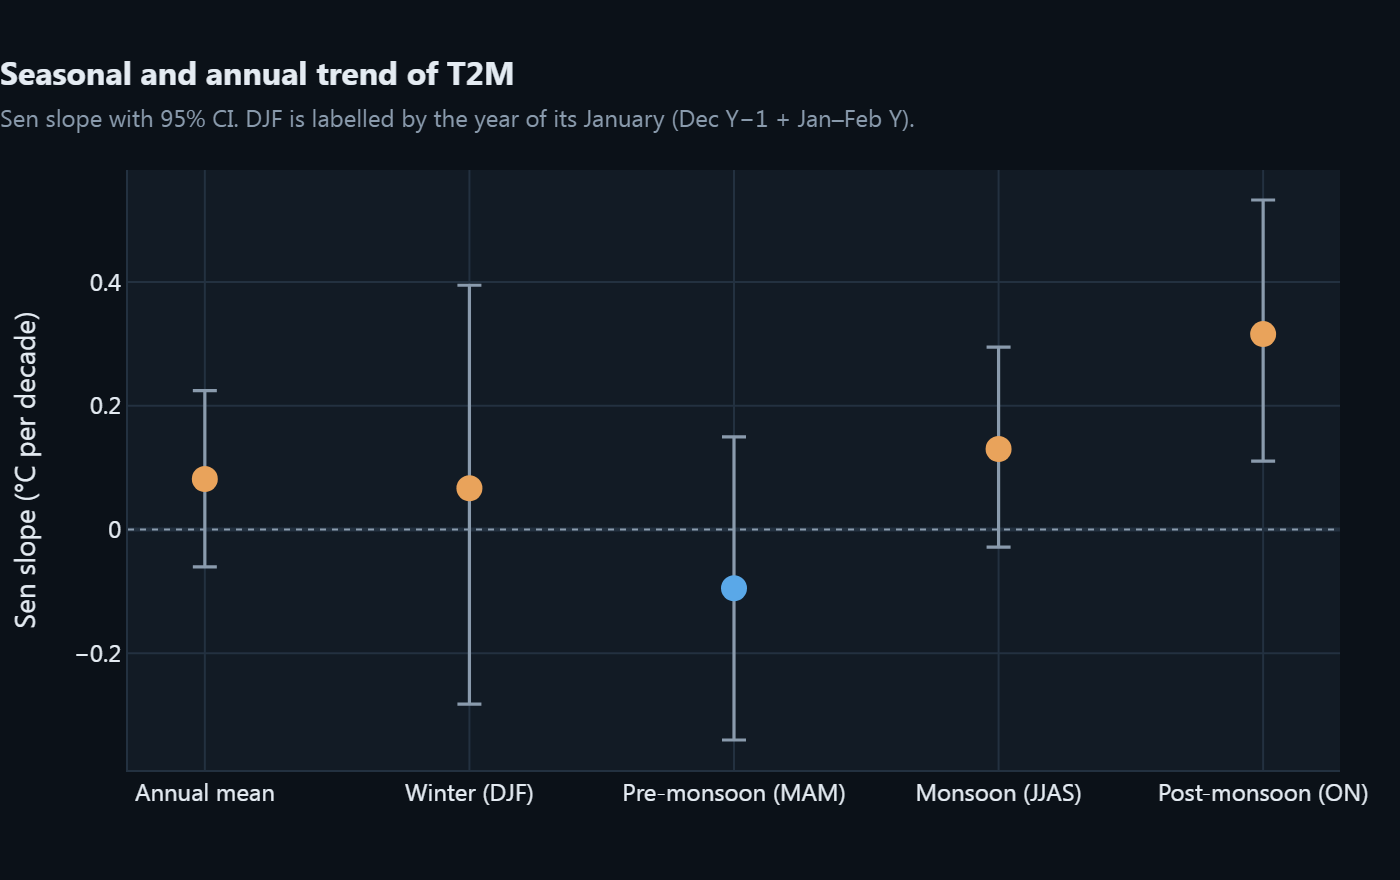 Seasonal and annual trend of T2M
Sen slope with 95% CI. DJF is labelled by the year of its January (Dec Y−1 + Jan–Feb Y).
Sen slope (°C per decade)
0.4
0.2
0
−0.2
Annual mean
Winter (DJF)
Pre-monsoon (MAM)
Monsoon (JJAS)
Post-monsoon (ON)